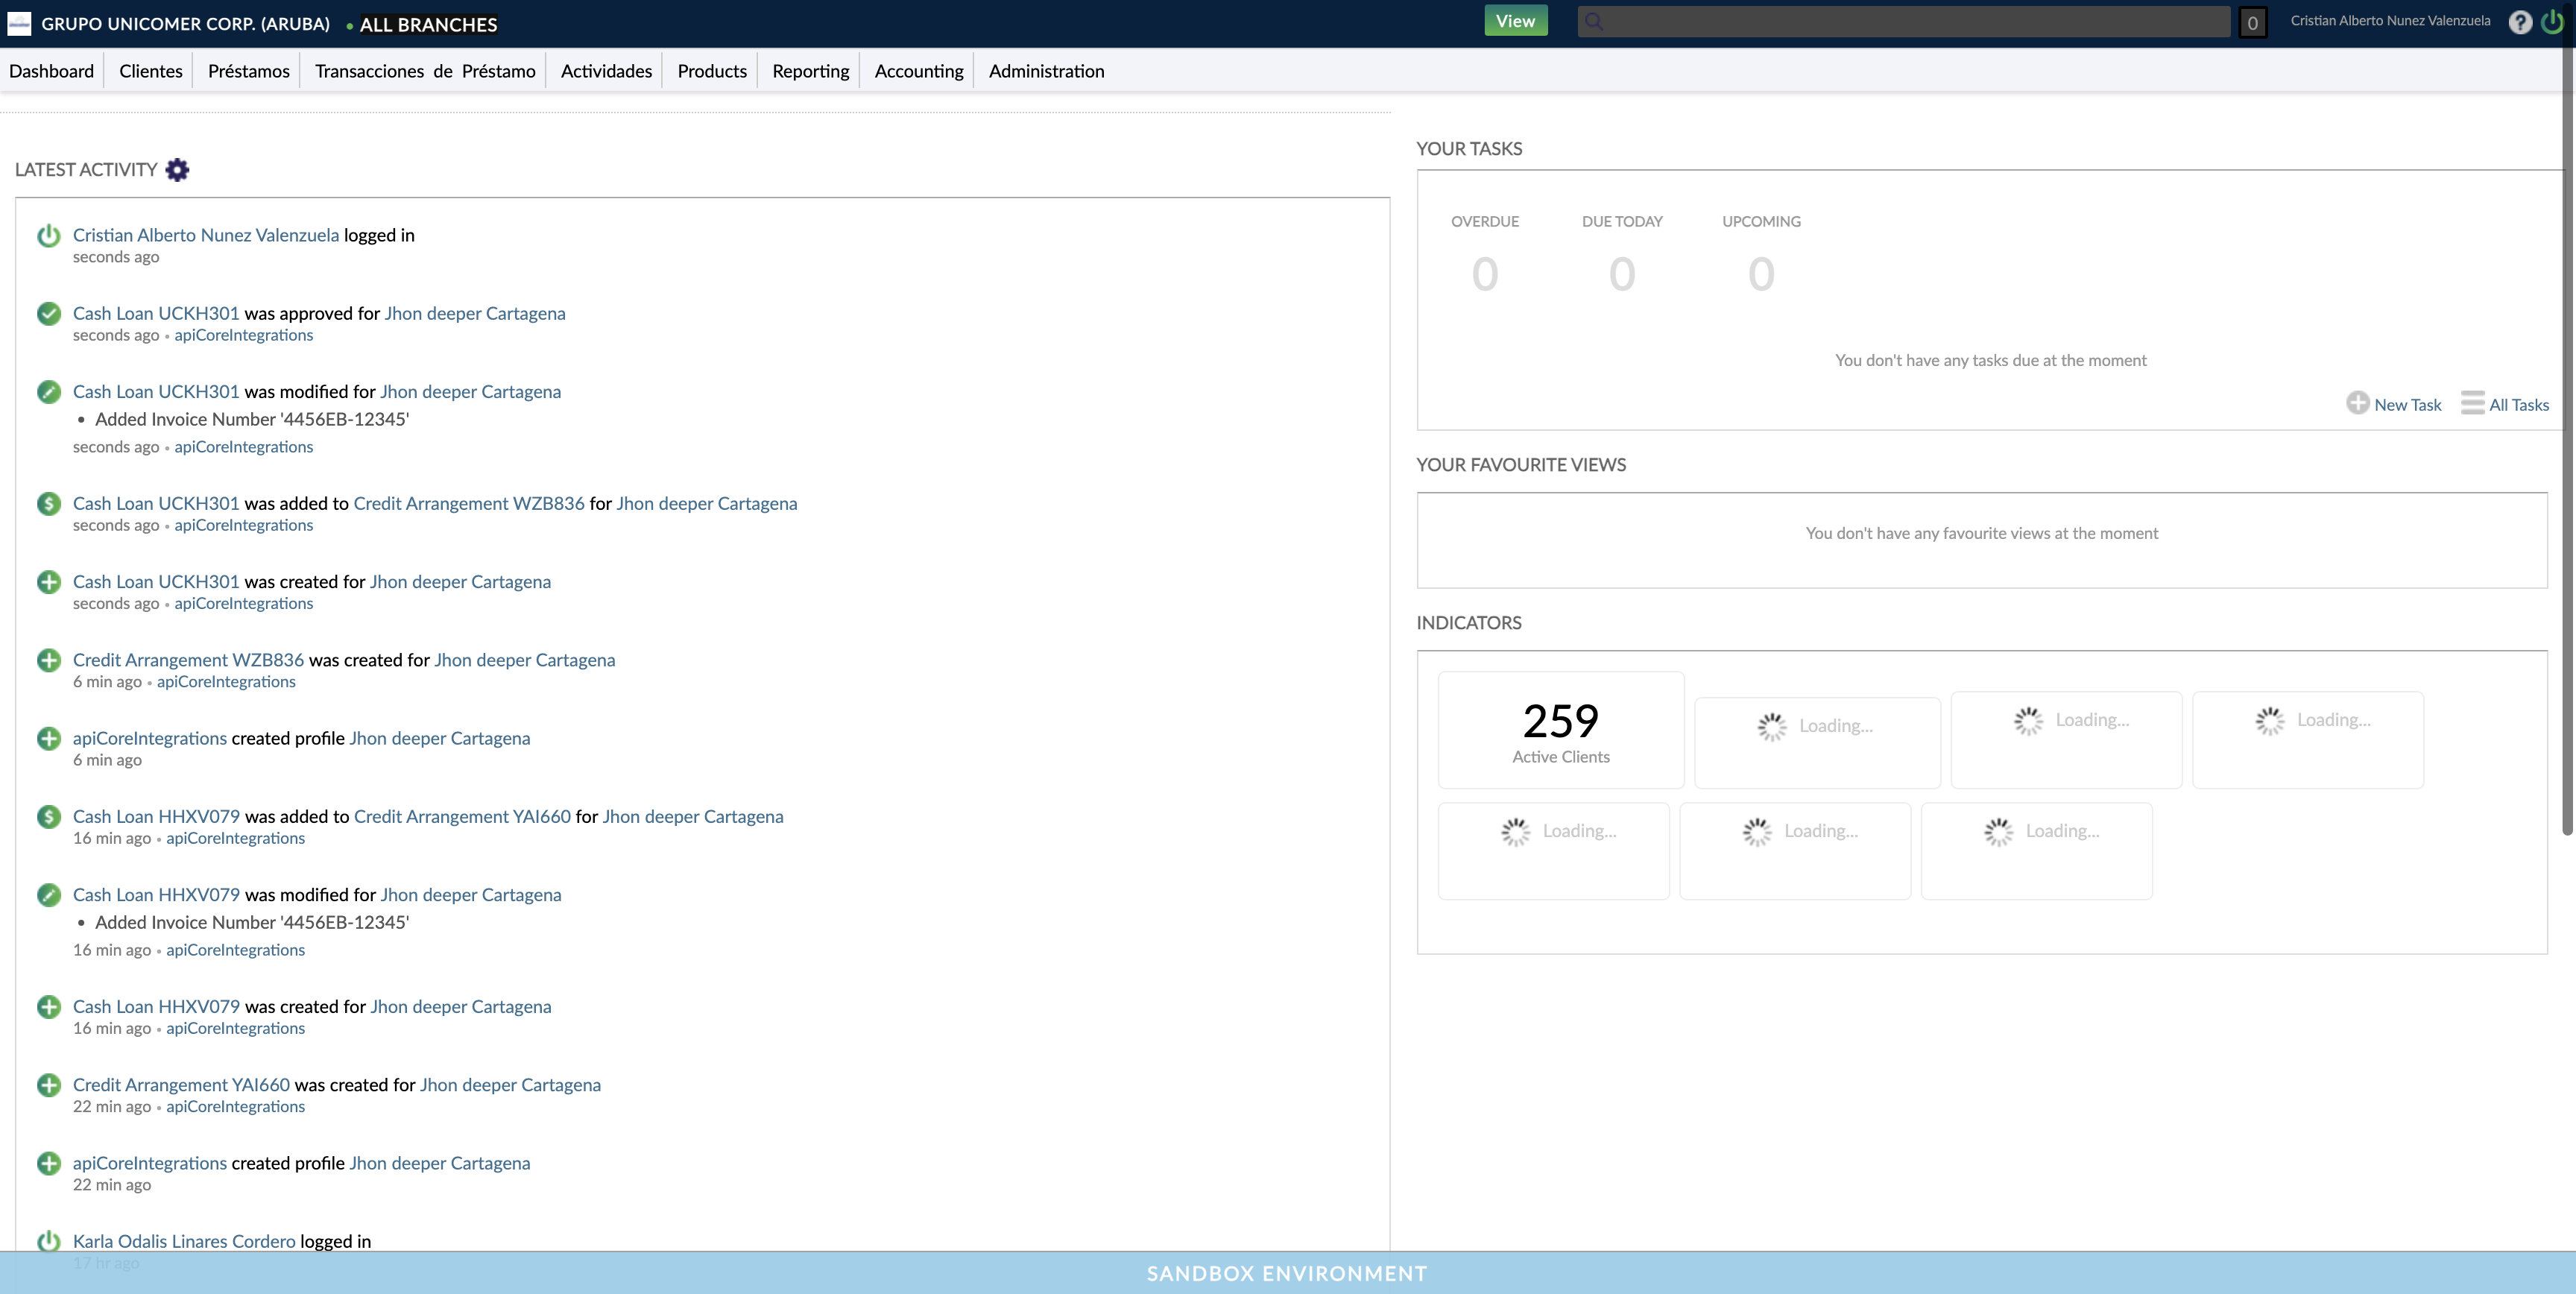 GRUPO UNICOMER CORP. (ARUBA) • ALL BRANCHES
View
0
Cristian Alberto Nunez Valenzuela
?
Dashboard
Clientes
Préstamos
Transacciones de Préstamo
Actividades
Products
Reporting
Accounting
Administration
LATEST ACTIVITY
Cristian Alberto Nunez Valenzuela logged in
seconds ago
Cash Loan UCKH301 was approved for Jhon deeper Cartagena
seconds ago • apiCoreIntegrations
Cash Loan UCKH301 was modified for Jhon deeper Cartagena
• Added Invoice Number '4456EB-12345'
seconds ago • apiCoreIntegrations
Cash Loan UCKH301 was added to Credit Arrangement WZB836 for Jhon deeper Cartagena
seconds ago • apiCoreIntegrations
Cash Loan UCKH301 was created for Jhon deeper Cartagena
seconds ago • apiCoreIntegrations
Credit Arrangement WZB836 was created for Jhon deeper Cartagena
6 min ago • apiCoreIntegrations
apiCoreIntegrations created profile Jhon deeper Cartagena
6 min ago
Cash Loan HHXV079 was added to Credit Arrangement YAI660 for Jhon deeper Cartagena
16 min ago • apiCoreIntegrations
Cash Loan HHXV079 was modified for Jhon deeper Cartagena
• Added Invoice Number '4456EB-12345'
16 min ago • apiCoreIntegrations
Cash Loan HHXV079 was created for Jhon deeper Cartagena
16 min ago • apiCoreIntegrations
Credit Arrangement YAI660 was created for Jhon deeper Cartagena
22 min ago • apiCoreIntegrations
apiCoreIntegrations created profile Jhon deeper Cartagena
22 min ago
Karla Odalis Linares Cordero logged in
17 hr ago
YOUR TASKS
OVERDUE
DUE TODAY
UPCOMING
0
0
0
You don't have any tasks due at the moment
New Task
All Tasks
YOUR FAVOURITE VIEWS
You don't have any favourite views at the moment
INDICATORS
259
Active Clients
Loading...
Loading...
Loading...
Loading...
Loading...
Loading...
SANDBOX ENVIRONMENT